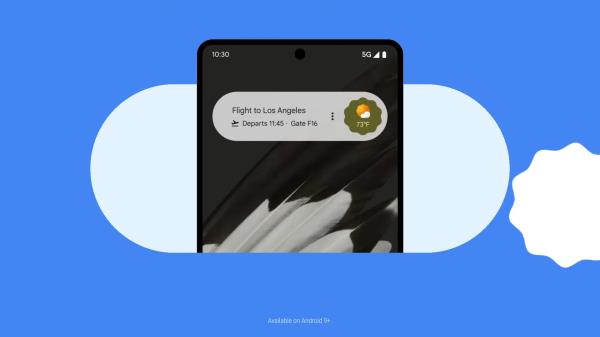 10:30 5G
Flight to Los Angeles
Departs 11:45 · Gate F16
73°F
Available on Android 9+